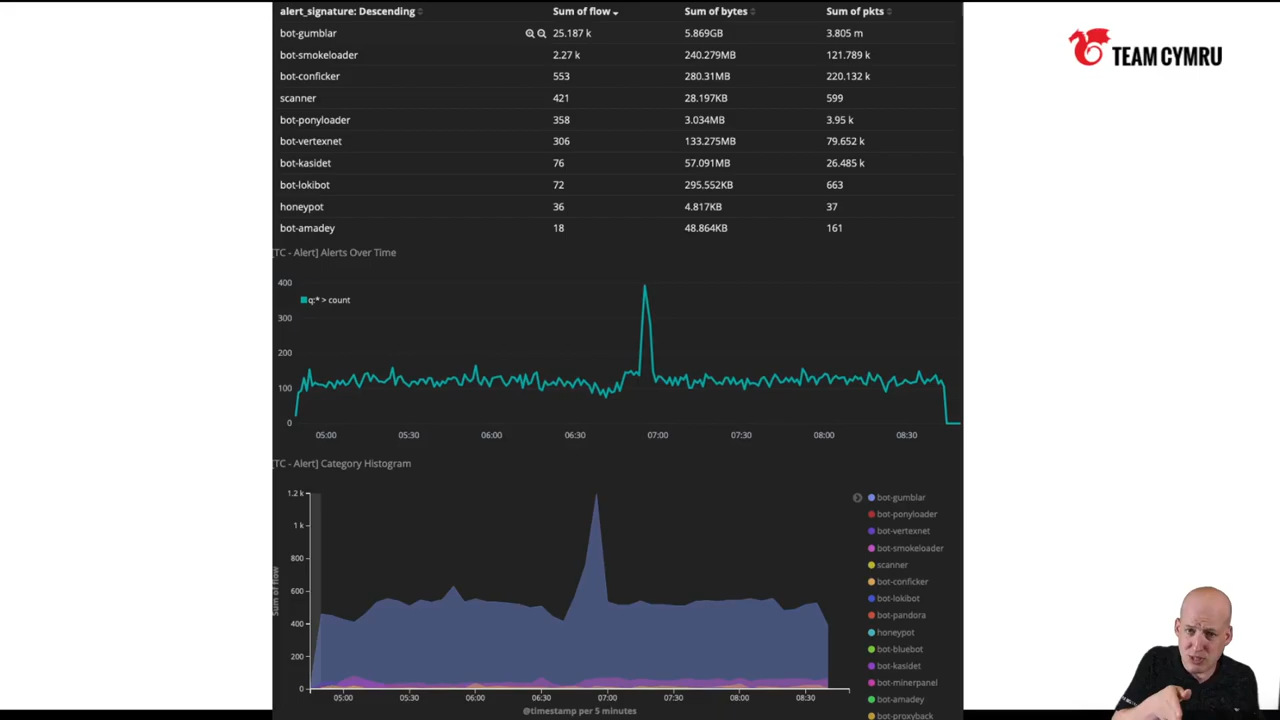 alert_signature: Descending Sum of flow Sum of bytes Sum of pkts
bot-gumblar 25.187 k 5.869GB 3.805 m
bot-smokeloader 2.27 k 240.279MB 121.789 k
bot-conficker 553 280.31MB 220.132 k
scanner 421 28.197KB 599
bot-ponyloader 358 3.034MB 3.95 k
bot-vertexnet 306 133.275MB 79.652 k
bot-kasidet 76 57.091MB 26.485 k
bot-lokibot 72 295.552KB 663
honeypot 36 4.817KB 37
bot-amadey 18 48.864KB 161
TEAM CYMRU
[TC - Alert] Alerts Over Time
400
q:* > count
300
200
100
0
05:00 05:30 06:00 06:30 07:00 07:30 08:00 08:30
[TC - Alert] Category Histogram
1.2 k
1 k
800
600
400
200
0
Sum of flow
05:00 05:30 06:00 06:30 07:00 07:30 08:00 08:30
@timestamp per 5 minutes
bot-gumblar
bot-ponyloader
bot-vertexnet
bot-smokeloader
scanner
bot-conficker
bot-lokibot
bot-pandora
honeypot
bot-bluebot
bot-kasidet
bot-minerpanel
bot-amadey
bot-proxyback